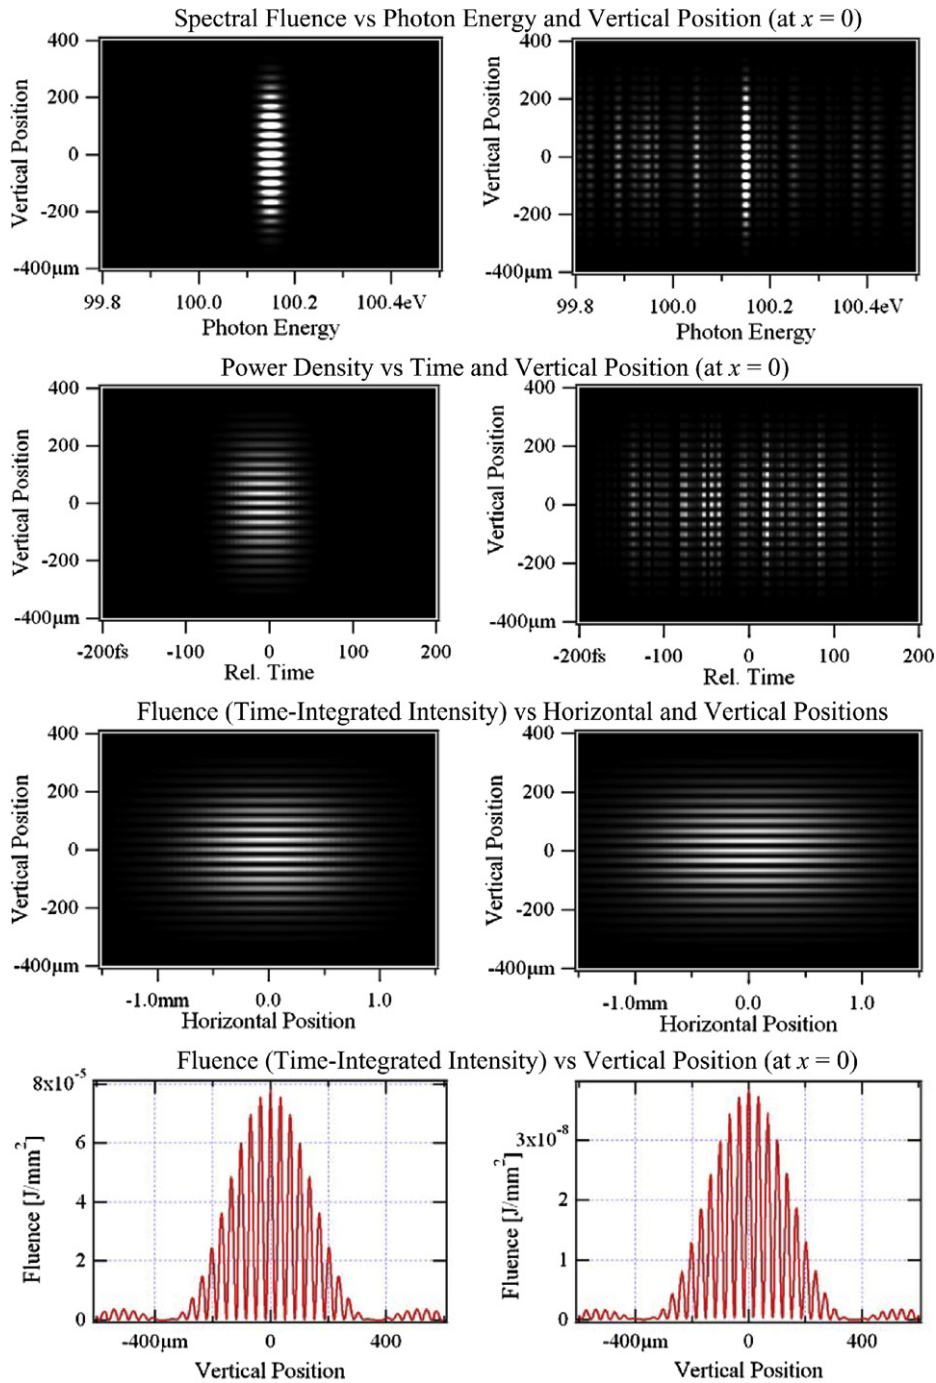 Spectral Fluence vs Photon Energy and Vertical Position (at x = 0)
400
200
0
-200
-400μm
Vertical Position
99.8 100.0 100.2 100.4eV
Photon Energy
400
200
0
-200
-400μm
Vertical Position
99.8 100.0 100.2 100.4eV
Photon Energy
Power Density vs Time and Vertical Position (at x = 0)
400
200
0
-200
-400μm
Vertical Position
-200fs -100 0 100 200
Rel. Time
400
200
0
-200
-400μm
Vertical Position
-200fs -100 0 100 200
Rel. Time
Fluence (Time-Integrated Intensity) vs Horizontal and Vertical Positions
400
200
0
-200
-400μm
Vertical Position
-1.0mm 0.0 1.0
Horizontal Position
400
200
0
-200
-400μm
Vertical Position
-1.0mm 0.0 1.0
Horizontal Position
Fluence (Time-Integrated Intensity) vs Vertical Position (at x = 0)
8x10⁻⁵
6
4
2
0
Fluence [J/mm²]
-400μm 0 400
Vertical Position
3x10⁻⁸
2
1
0
Fluence [J/mm²]
-400μm 0 400
Vertical Position